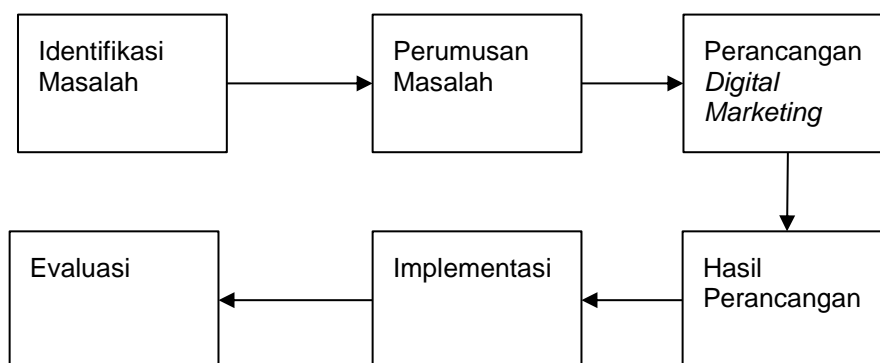 Identifikasi
Masalah
Perumusan
Masalah
Perancangan
Digital
Marketing
Evaluasi
Implementasi
Hasil
Perancangan